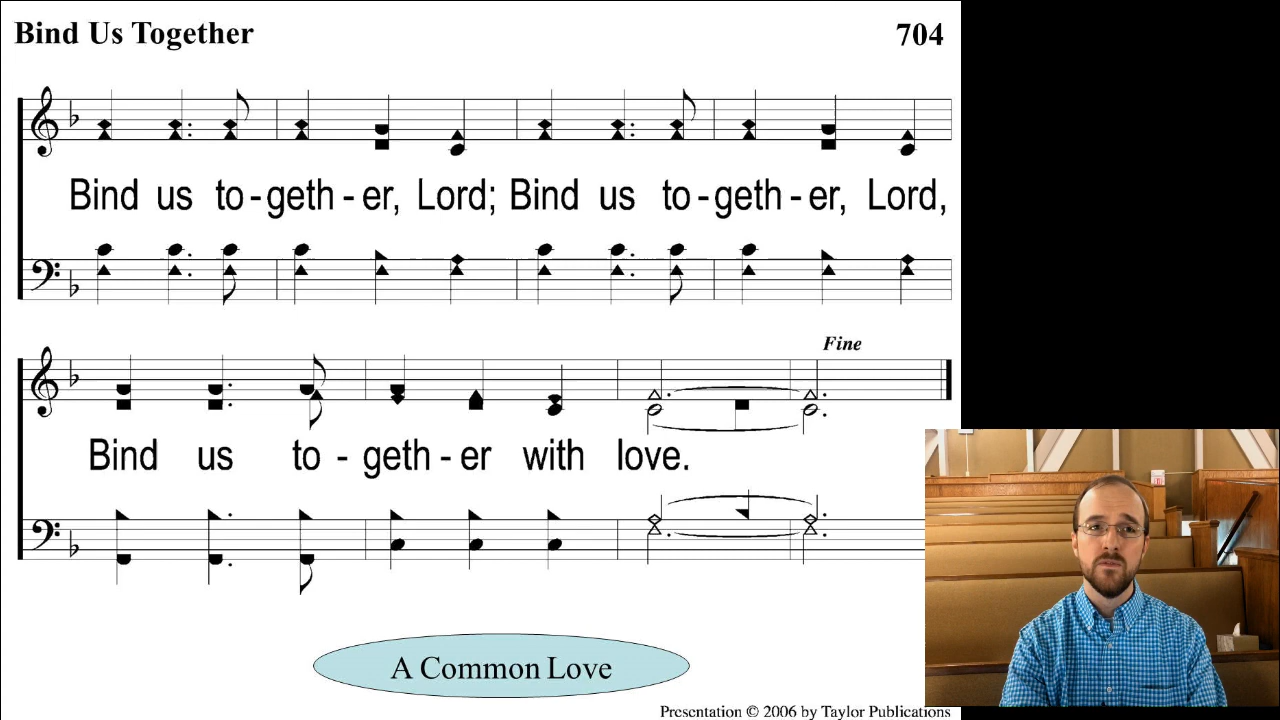 Bind Us Together 704
Bind us to-geth-er, Lord; Bind us to-geth-er, Lord,
Fine
Bind us to - geth - er with love.
A Common Love
Presentation © 2006 by Taylor Publications